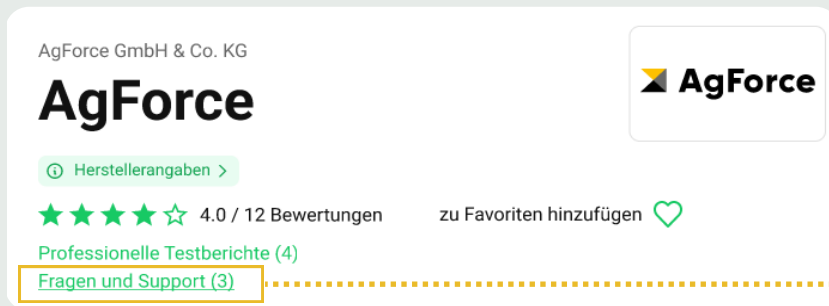 AgForce GmbH & Co. KG
AgForce
AgForce
Herstellerangaben
4.0 / 12 Bewertungen
zu Favoriten hinzufügen
Professionelle Testberichte (4)
Fragen und Support (3)